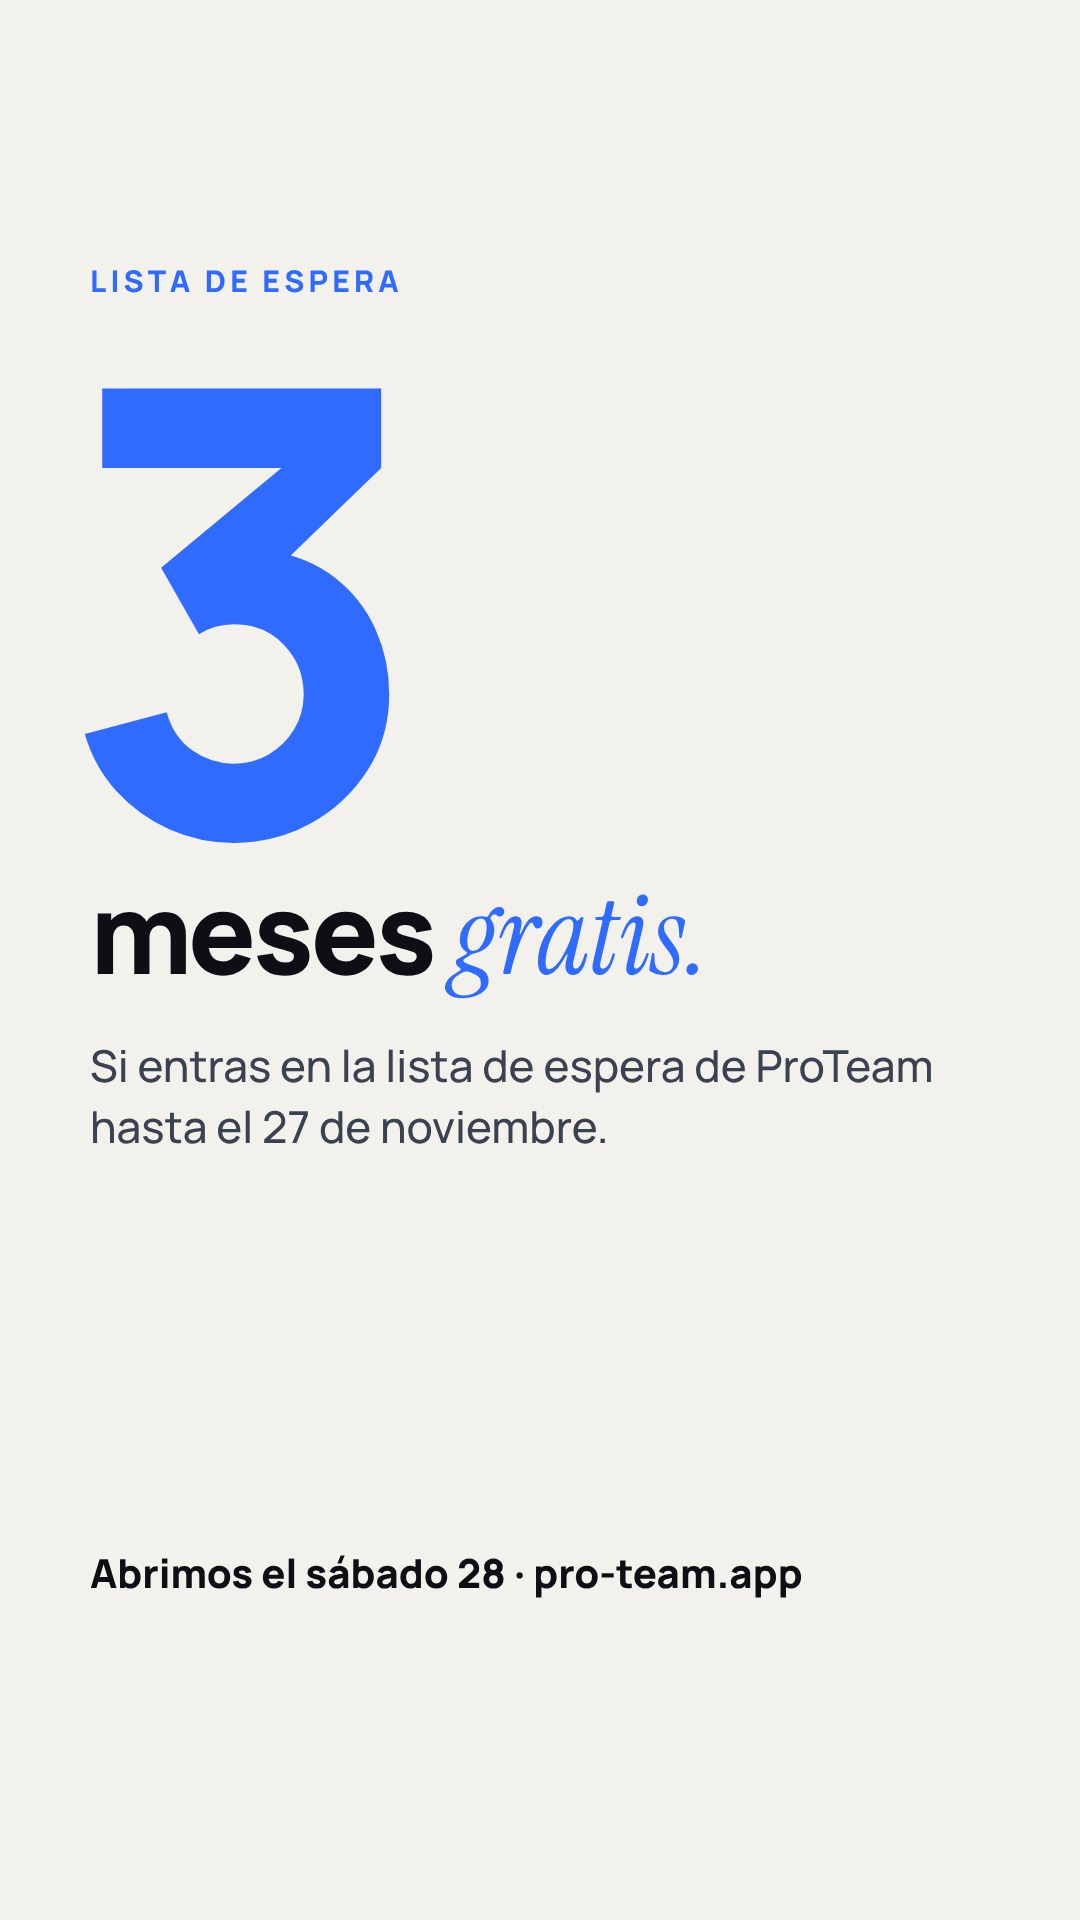 LISTA DE ESPERA
3
meses gratis.
Si entras en la lista de espera de ProTeam
hasta el 27 de noviembre.
Abrimos el sábado 28 · pro-team.app